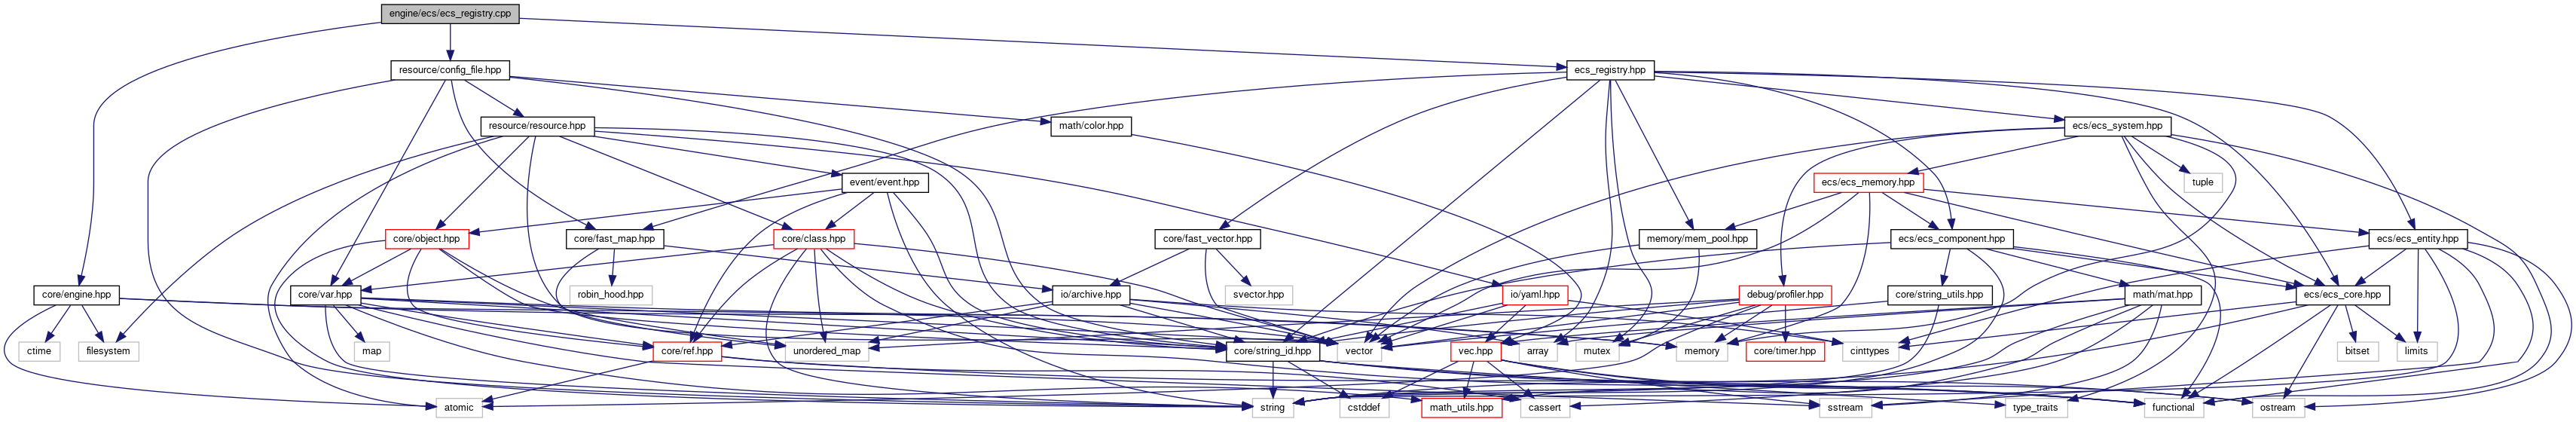 engine/ecs/ecs_registry.cpp
resource/config_file.hpp
ecs_registry.hpp
resource/resource.hpp
math/color.hpp
ecs/ecs_system.hpp
event/event.hpp
ecs/ecs_memory.hpp
tuple
core/object.hpp
core/fast_map.hpp
core/class.hpp
core/fast_vector.hpp
memory/mem_pool.hpp
ecs/ecs_component.hpp
ecs/ecs_entity.hpp
core/engine.hpp
core/var.hpp
robin_hood.hpp
io/archive.hpp
svector.hpp
io/yaml.hpp
debug/profiler.hpp
core/string_utils.hpp
math/mat.hpp
ecs/ecs_core.hpp
ctime
filesystem
map
core/ref.hpp
unordered_map
core/string_id.hpp
vector
array
mutex
vec.hpp
memory
core/timer.hpp
cinttypes
bitset
limits
atomic
string
cstddef
math_utils.hpp
cassert
sstream
type_traits
functional
ostream